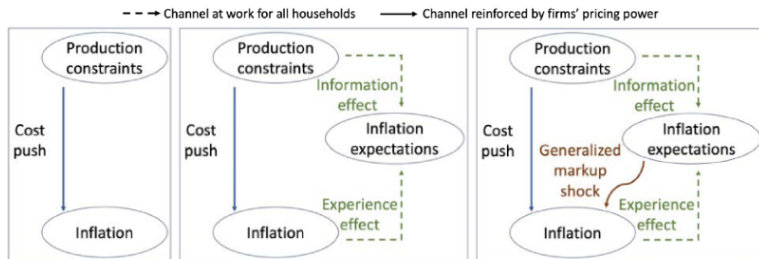 Channel at work for all households
Channel reinforced by firms' pricing power
Production
constraints
Cost
push
Inflation
Production
constraints
Information
effect
Cost
push
Inflation
expectations
Experience
effect
Inflation
Production
constraints
Information
effect
Cost
push
Inflation
expectations
Generalized
markup
shock
Experience
effect
Inflation